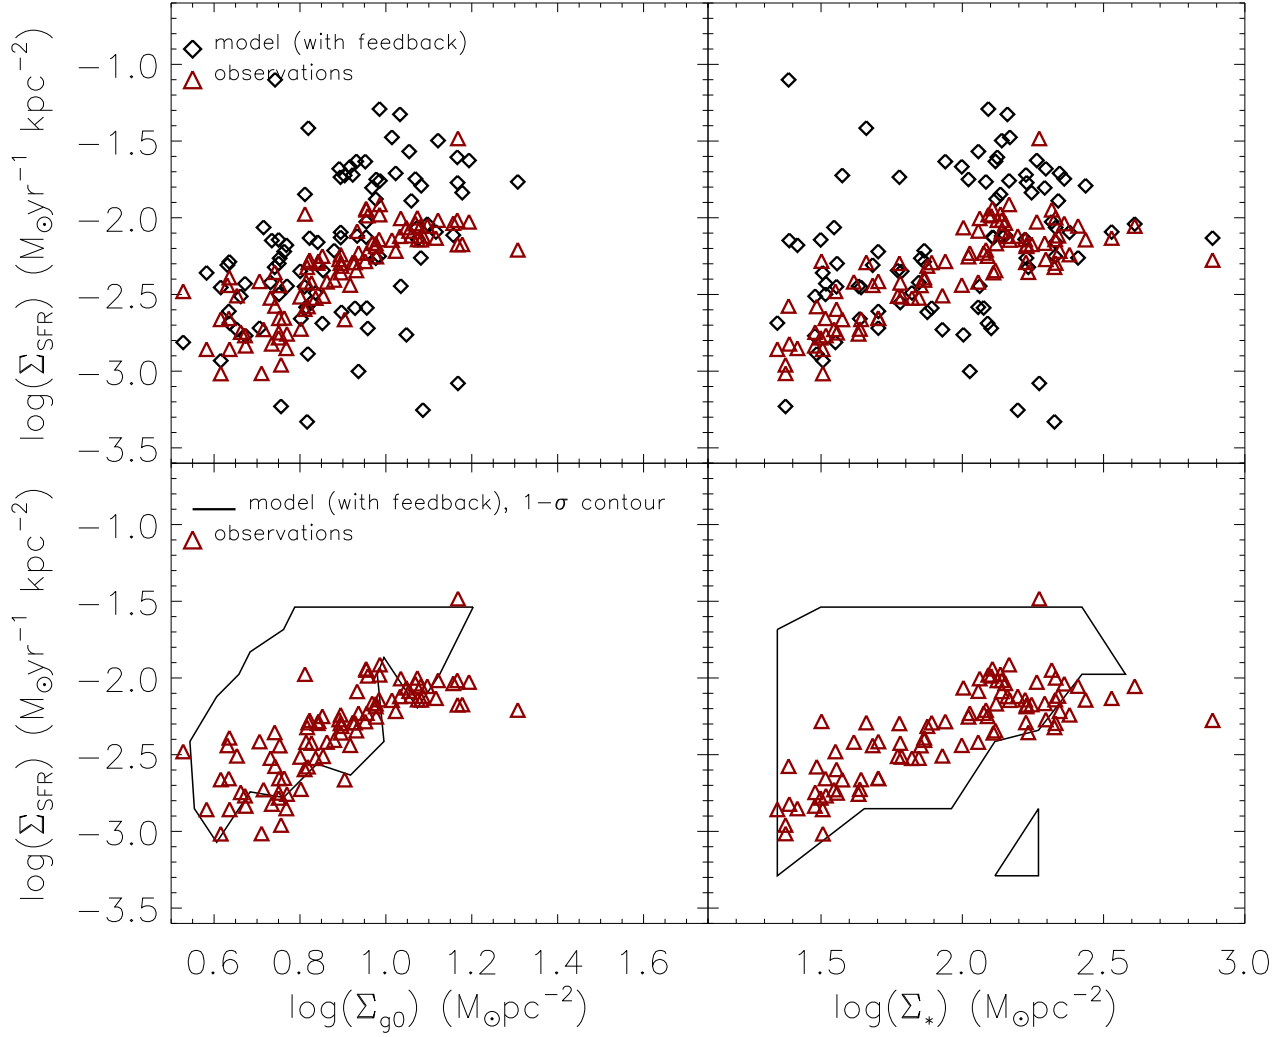 model (with feedback)
observations
−1.0
−1.5
−2.0
−2.5
−3.0
−3.5
log(Σ_SFR) (M⊙yr⁻¹ kpc⁻²)
model (with feedback), 1−σ contour
observations
−1.0
−1.5
−2.0
−2.5
−3.0
−3.5
log(Σ_SFR) (M⊙yr⁻¹ kpc⁻²)
0.6 0.8 1.0 1.2 1.4 1.6 1.5 2.0 2.5 3.0
log(Σ_g0) (M⊙pc⁻²) log(Σ_*) (M⊙pc⁻²)